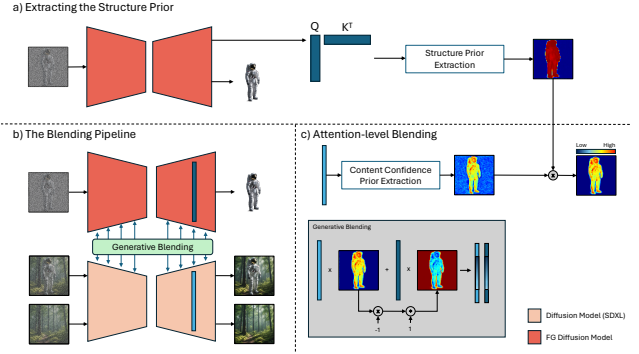 a) Extracting the Structure Prior
Q
Kᵀ
Structure Prior
Extraction
b) The Blending Pipeline
Generative Blending
c) Attention-level Blending
Content Confidence
Prior Extraction
Low
High
x
Generative Blending
x
+
x
x
+
-1
1
Diffusion Model (SDXL)
FG Diffusion Model